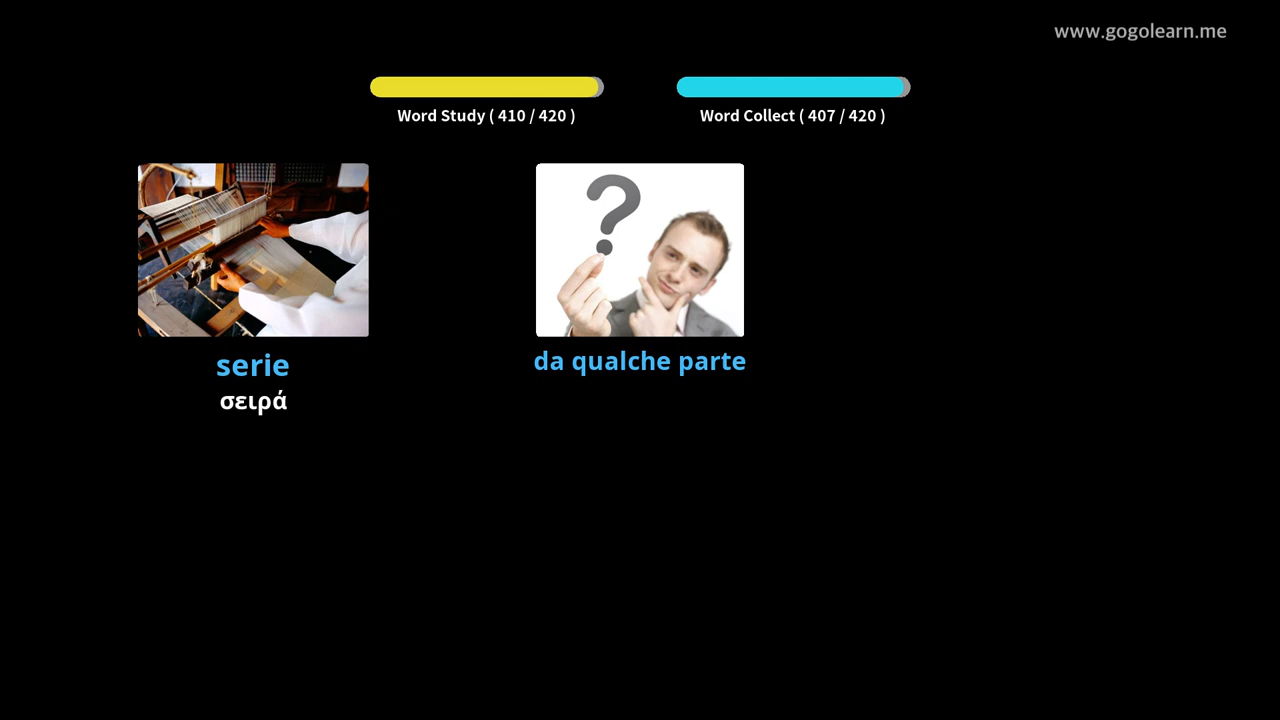 www.gogolearn.me
Word Study ( 410 / 420 )
Word Collect ( 407 / 420 )
serie
σειρά
da qualche parte